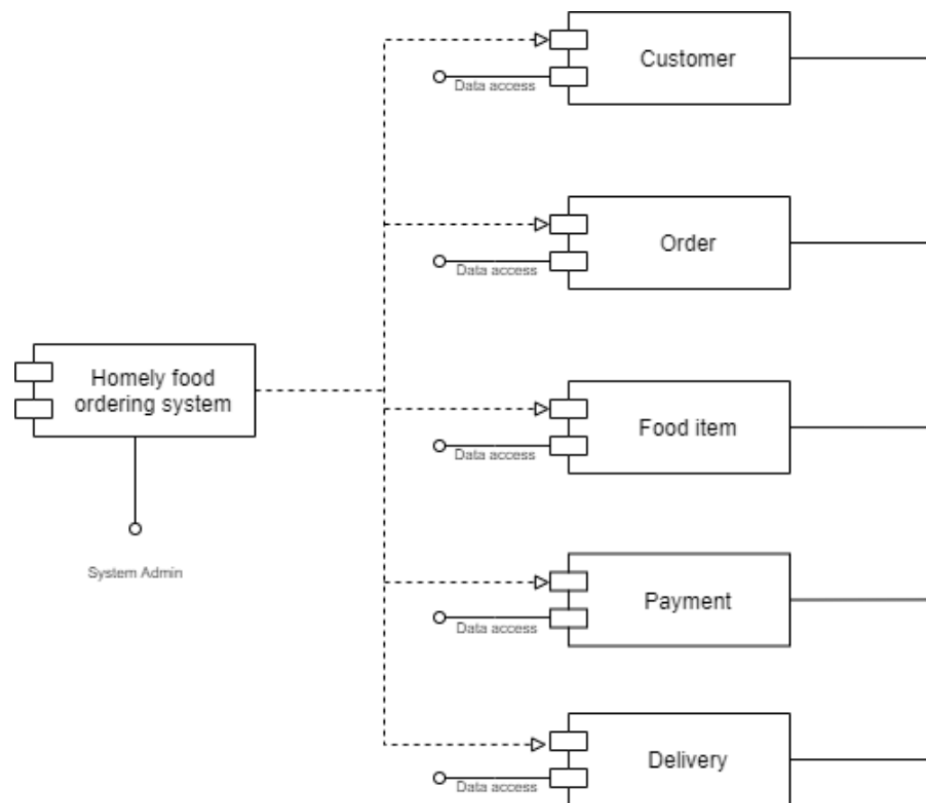 Customer
Data access
Order
Data access
Homely food
ordering system
Food item
Data access
System Admin
Payment
Data access
Delivery
Data access